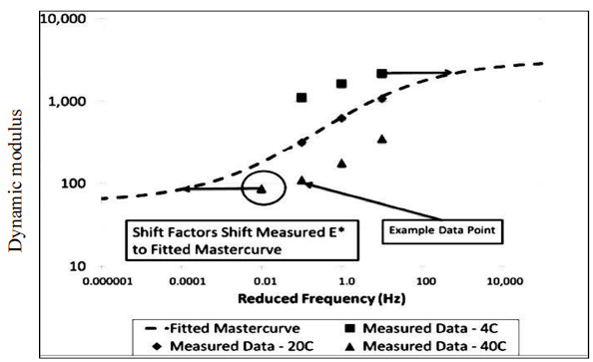 10,000
1,000
100
10
Dynamic modulus
Shift Factors Shift Measured E*
to Fitted Mastercurve
Example Data Point
0.000001 0.0001 0.01 1 100 10,000
Reduced Frequency (Hz)
Fitted Mastercurve
Measured Data - 4C
Measured Data - 20C
Measured Data - 40C